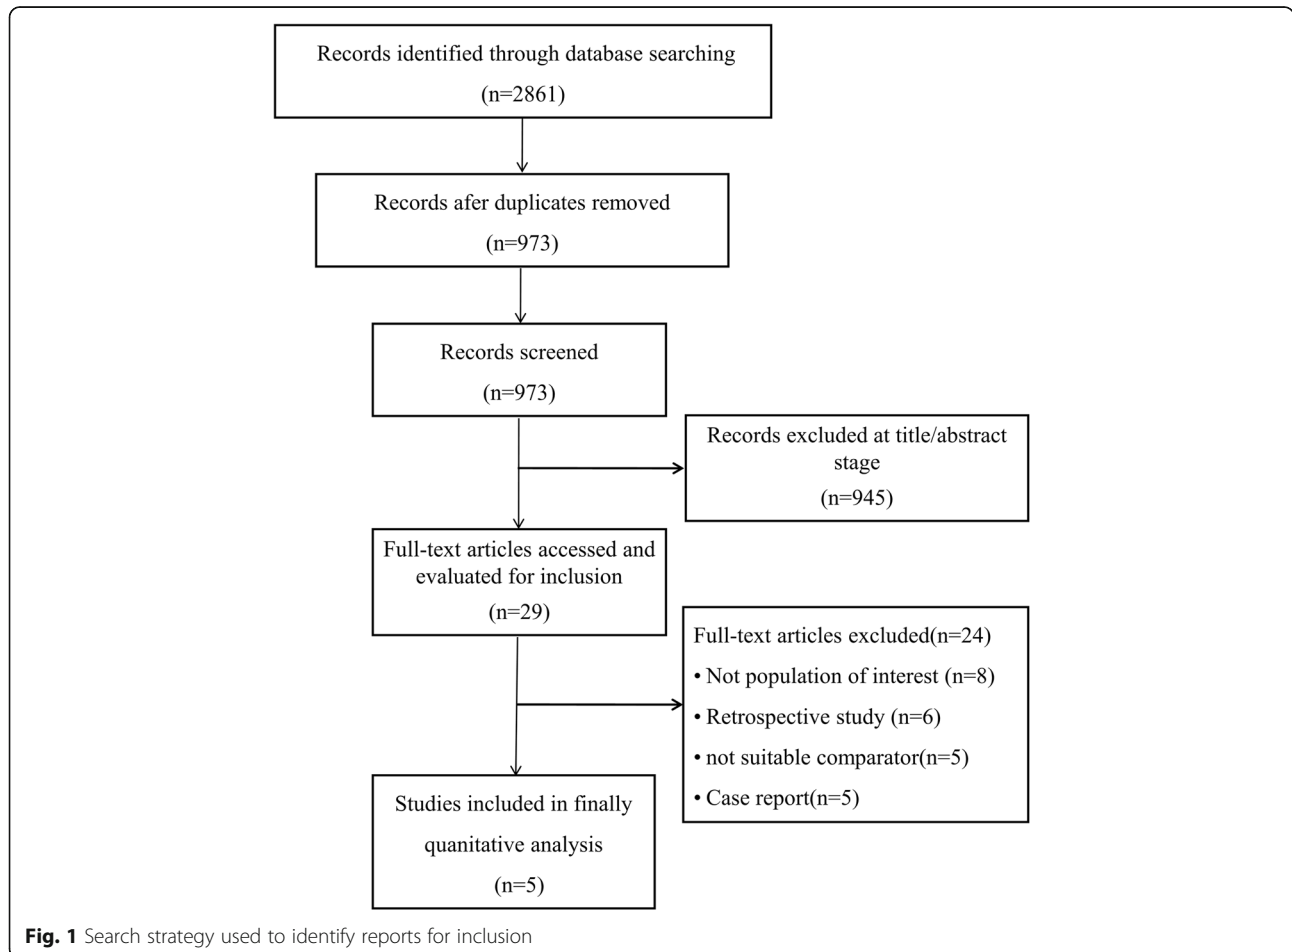 Records identified through database searching
(n=2861)
Records afer duplicates removed
(n=973)
Records screened
(n=973)
Records excluded at title/abstract
stage
(n=945)
Full-text articles accessed and
evaluated for inclusion
(n=29)
Full-text articles excluded(n=24)
• Not population of interest (n=8)
• Retrospective study (n=6)
• not suitable comparator(n=5)
• Case report(n=5)
Studies included in finally
quanitative analysis
(n=5)
Fig. 1 Search strategy used to identify reports for inclusion